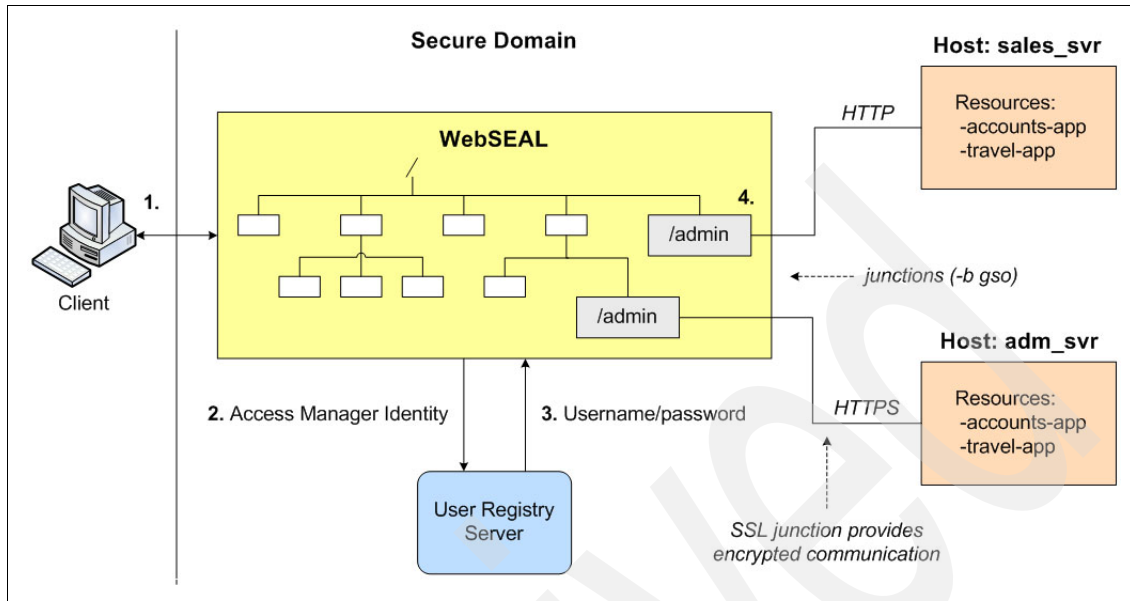 Secure Domain
Host: sales_svr
Resources:
-accounts-app
-travel-app
HTTP
WebSEAL
1.
4.
/admin
Client
junctions (-b gso)
/admin
Host: adm_svr
Resources:
-accounts-app
-travel-app
HTTPS
2. Access Manager Identity
3. Username/password
User Registry
Server
SSL junction provides
encrypted communication